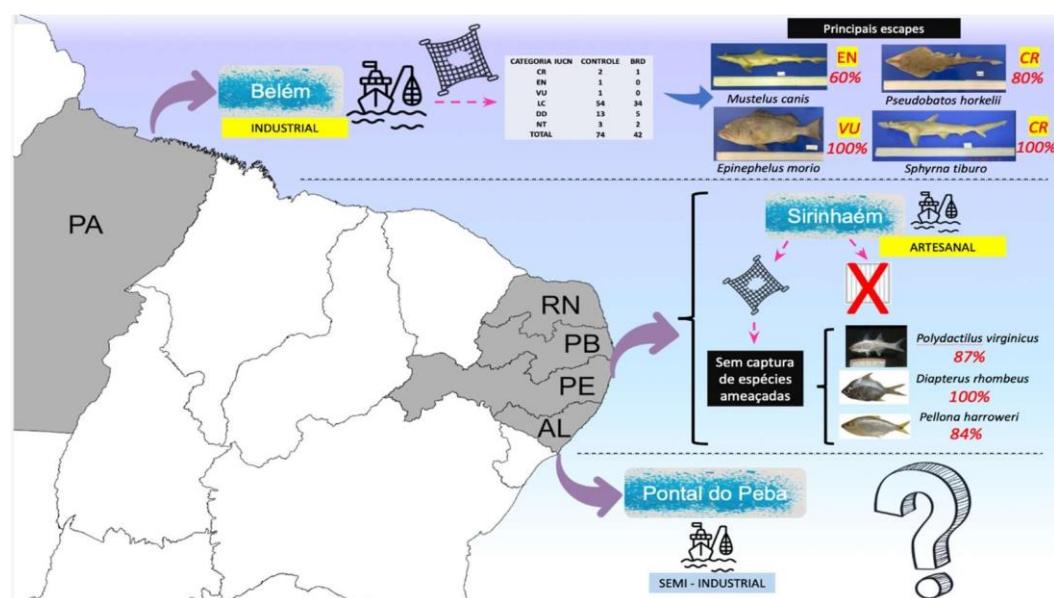 Principais escapes
Belém
INDUSTRIAL
CATEGORIA IUCN CONTROLE BRD
CR 2 1
EN 1 0
VU 1 0
LC 54 34
DD 13 5
NT 3 2
TOTAL 74 42
EN
60%
Mustelus canis
CR
80%
Pseudobatos horkelii
VU
100%
Epinephelus morio
CR
100%
Sphyrna tiburo
PA
RN
PB
PE
AL
Sirinhaém
ARTESANAL
X
Sem captura
de espécies
ameaçadas
Polydactilus virginicus
87%
Diapterus rhombeus
100%
Pellona harroweri
84%
Pontal do Peba
SEMI - INDUSTRIAL
?